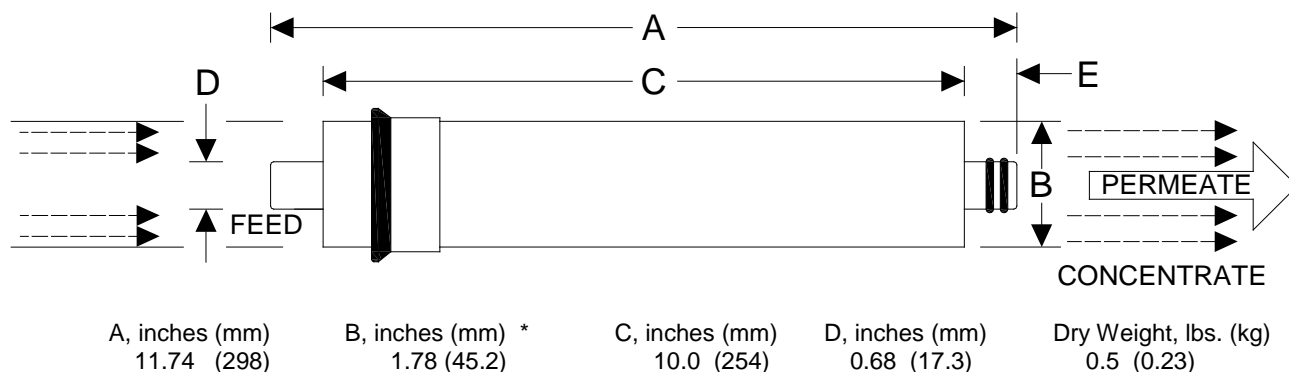 A
D
C
E
B
FEED
PERMEATE
CONCENTRATE
A, inches (mm) B, inches (mm) * C, inches (mm) D, inches (mm) Dry Weight, lbs. (kg)
11.74 (298) 1.78 (45.2) 10.0 (254) 0.68 (17.3) 0.5 (0.23)